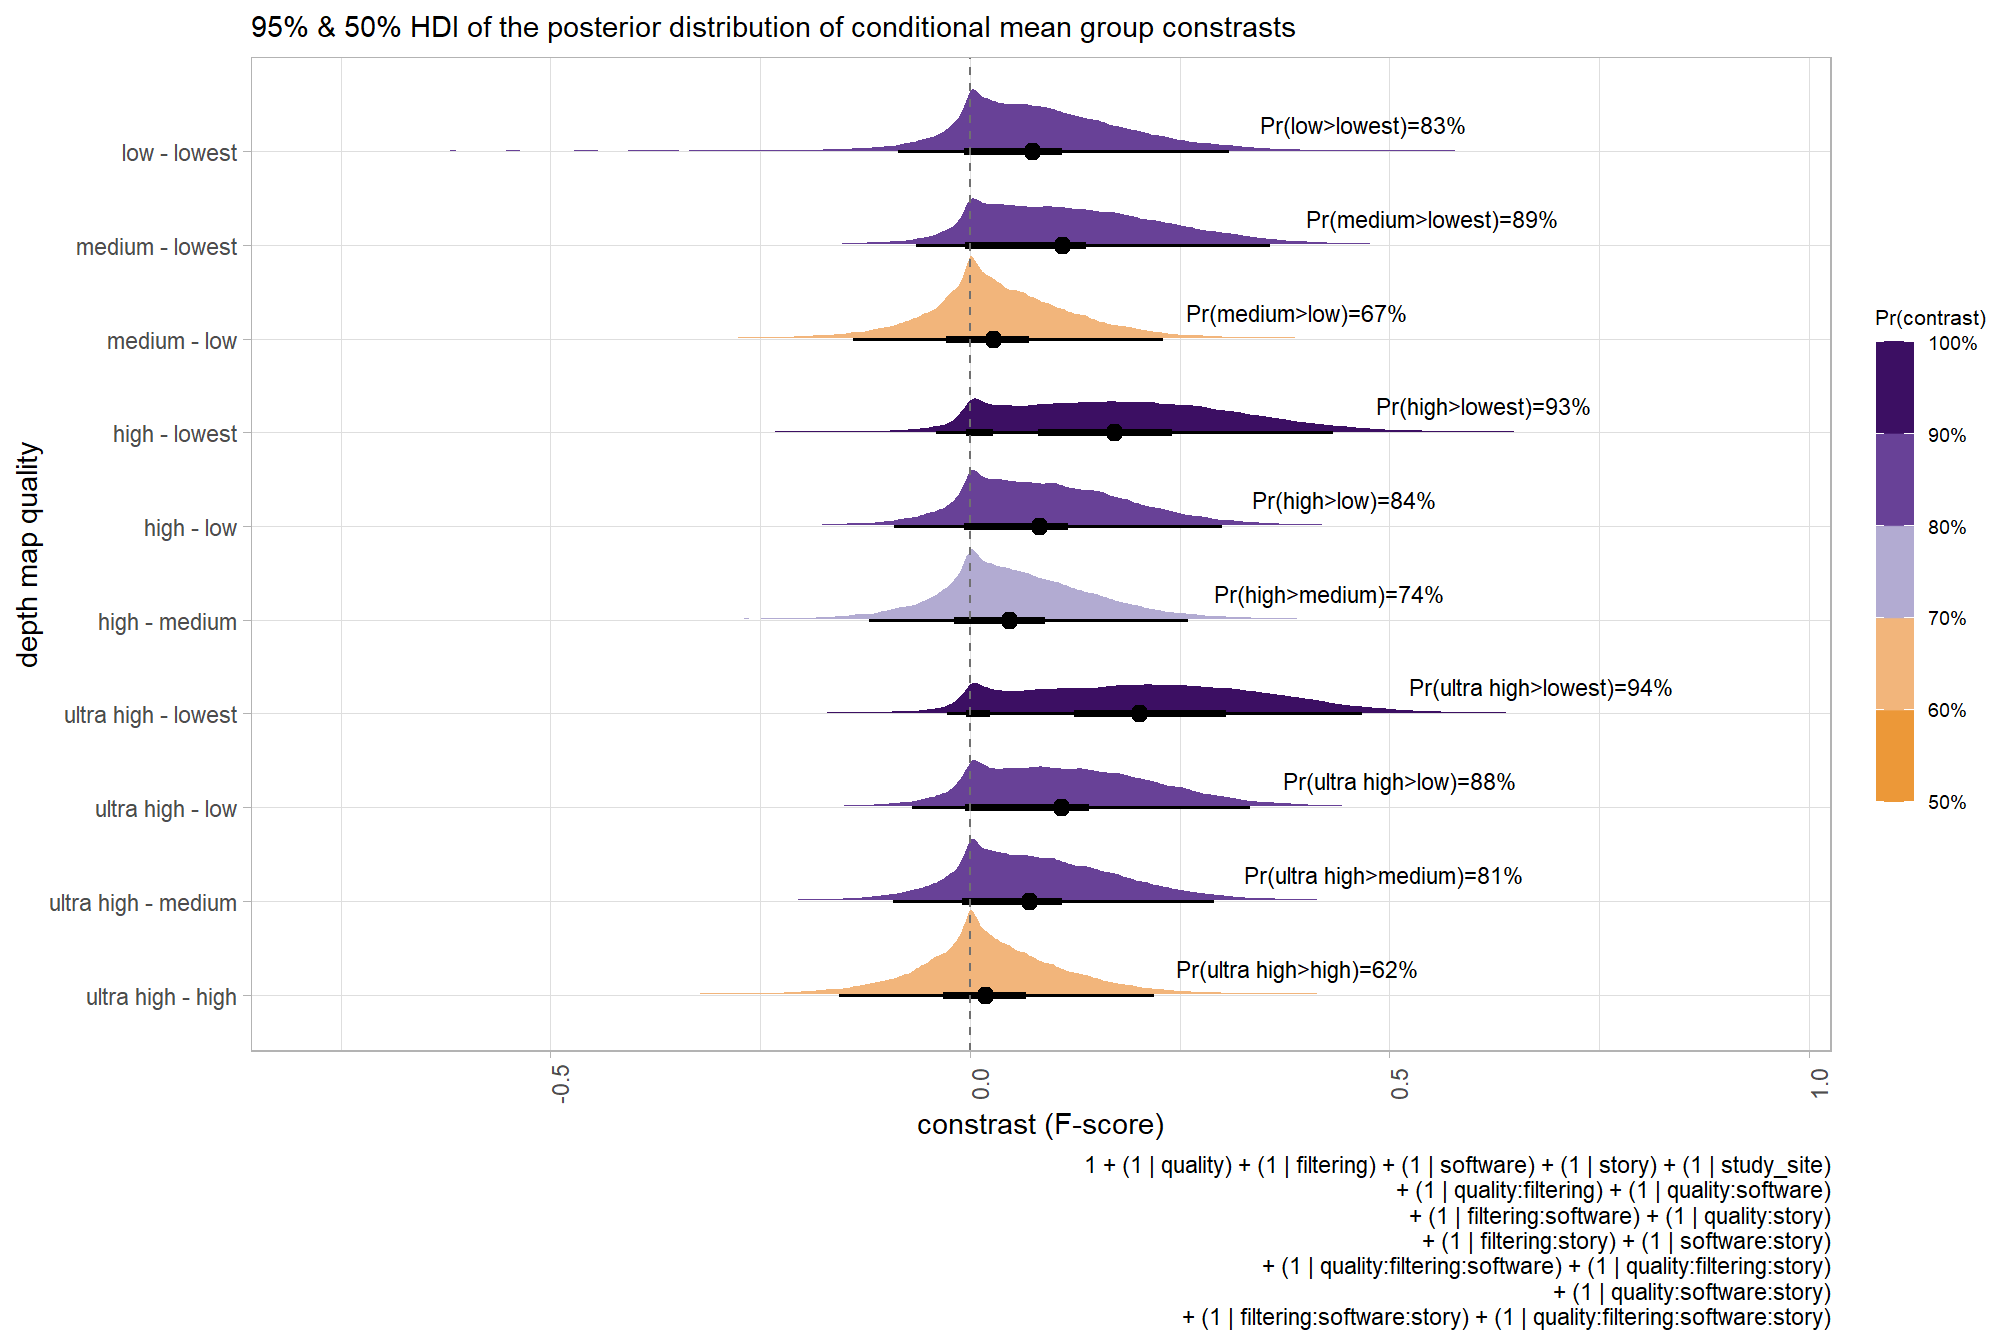 95% & 50% HDI of the posterior distribution of conditional mean group constrasts
depth map quality
low - lowest
Pr(low>lowest)=83%
medium - lowest
Pr(medium>lowest)=89%
medium - low
Pr(medium>low)=67%
high - lowest
Pr(high>lowest)=93%
high - low
Pr(high>low)=84%
high - medium
Pr(high>medium)=74%
ultra high - lowest
Pr(ultra high>lowest)=94%
ultra high - low
Pr(ultra high>low)=88%
ultra high - medium
Pr(ultra high>medium)=81%
ultra high - high
Pr(ultra high>high)=62%
-0.5
0.0
0.5
1.0
constrast (F-score)
Pr(contrast)
100%
90%
80%
70%
60%
50%
1 + (1 | quality) + (1 | filtering) + (1 | software) + (1 | story) + (1 | study_site)
+ (1 | quality:filtering) + (1 | quality:software)
+ (1 | filtering:software) + (1 | quality:story)
+ (1 | filtering:story) + (1 | software:story)
+ (1 | quality:filtering:software) + (1 | quality:filtering:story)
+ (1 | quality:software:story)
+ (1 | filtering:software:story) + (1 | quality:filtering:software:story)